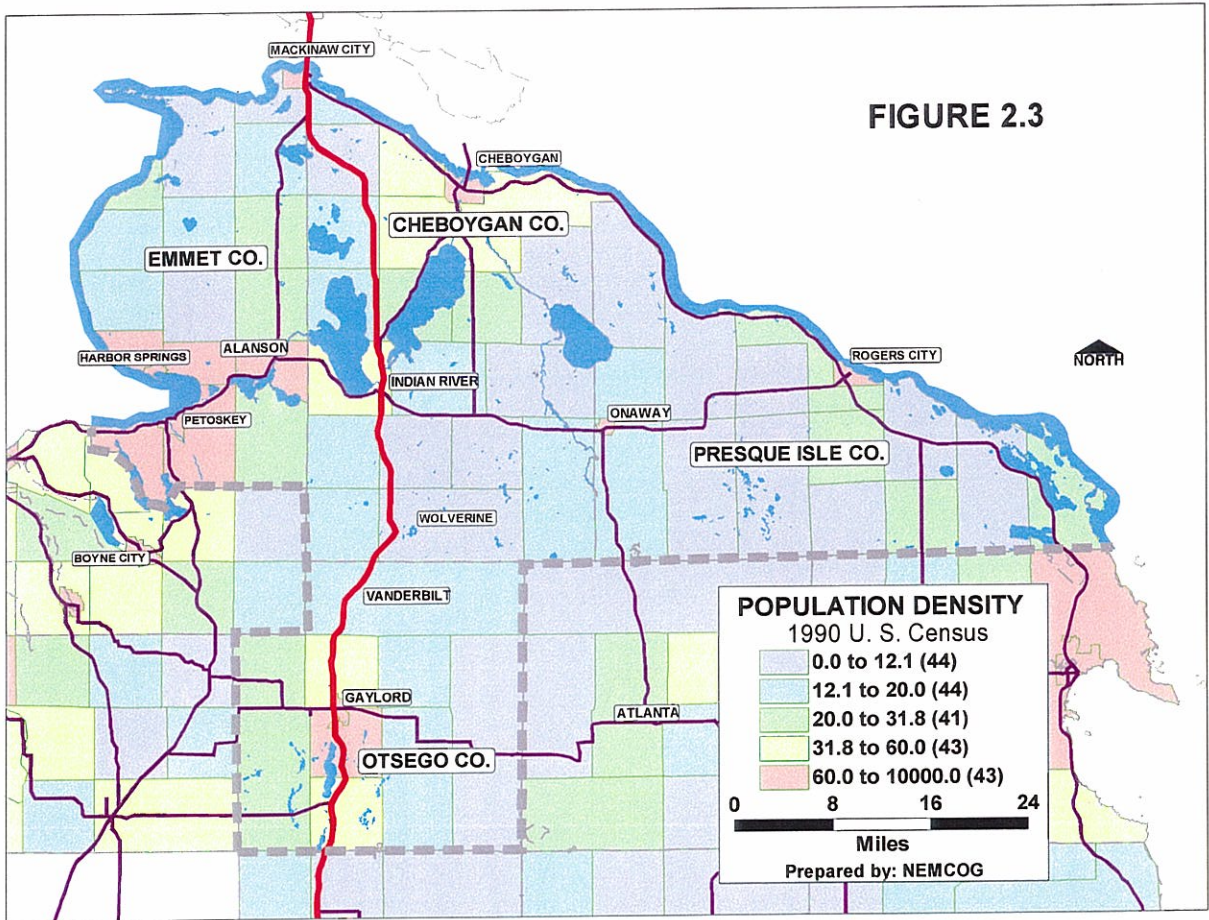 MACKINAW CITY
FIGURE 2.3
CHEBOYGAN
CHEBOYGAN CO.
EMMET CO.
HARBOR SPRINGS
ALANSON
ROGERS CITY
NORTH
INDIAN RIVER
PETOSKEY
ONAWAY
PRESQUE ISLE CO.
WOLVERINE
BOYNE CITY
VANDERBILT
GAYLORD
ATLANTA
OTSEGO CO.
POPULATION DENSITY
1990 U. S. Census
0.0 to 12.1 (44)
12.1 to 20.0 (44)
20.0 to 31.8 (41)
31.8 to 60.0 (43)
60.0 to 10000.0 (43)
0 8 16 24
Miles
Prepared by: NEMCOG